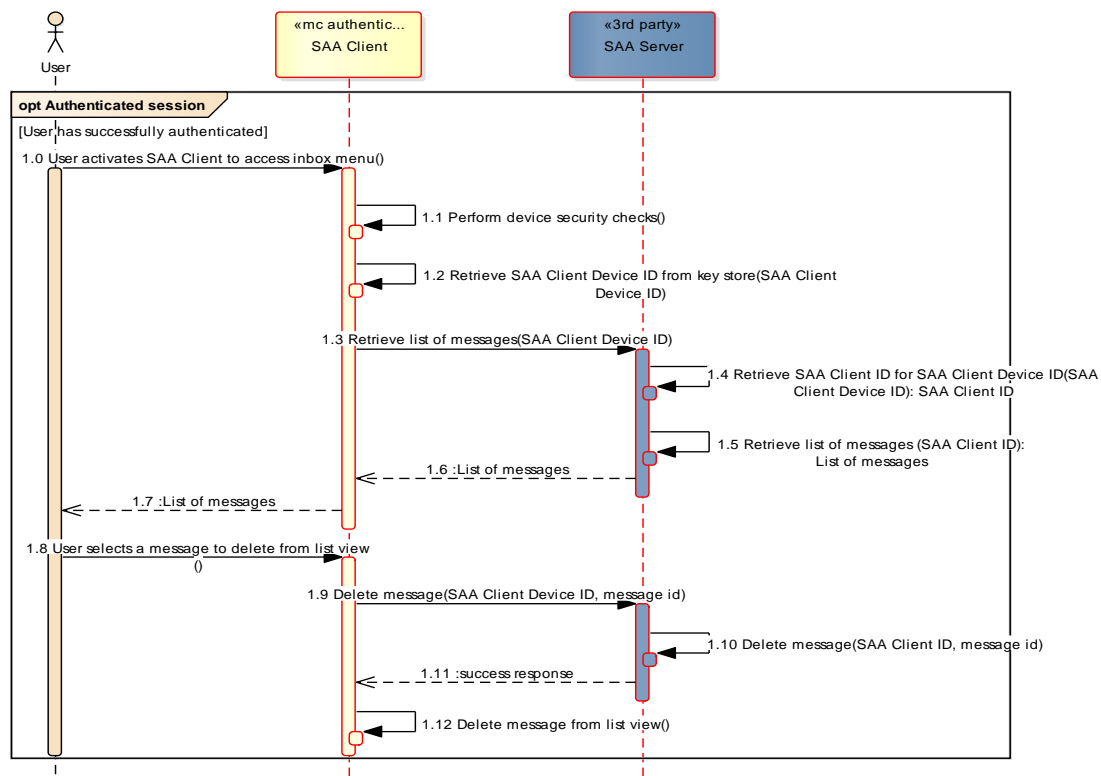 «mc authentic...
SAA Client
«3rd party»
SAA Server
User
opt Authenticated session
[User has successfully authenticated]
1.0 User activates SAA Client to access inbox menu()
1.1 Perform device security checks()
1.2 Retrieve SAA Client Device ID from key store(SAA Client
Device ID)
1.3 Retrieve list of messages(SAA Client Device ID)
1.4 Retrieve SAA Client ID for SAA Client Device ID(SAA
Client Device ID): SAA Client ID
1.5 Retrieve list of messages (SAA Client ID):
List of messages
1.6 :List of messages
1.7 :List of messages
1.8 User selects a message to delete from list view
()
1.9 Delete message(SAA Client Device ID, message id)
1.10 Delete message(SAA Client ID, message id)
1.11 :success response
1.12 Delete message from list view()